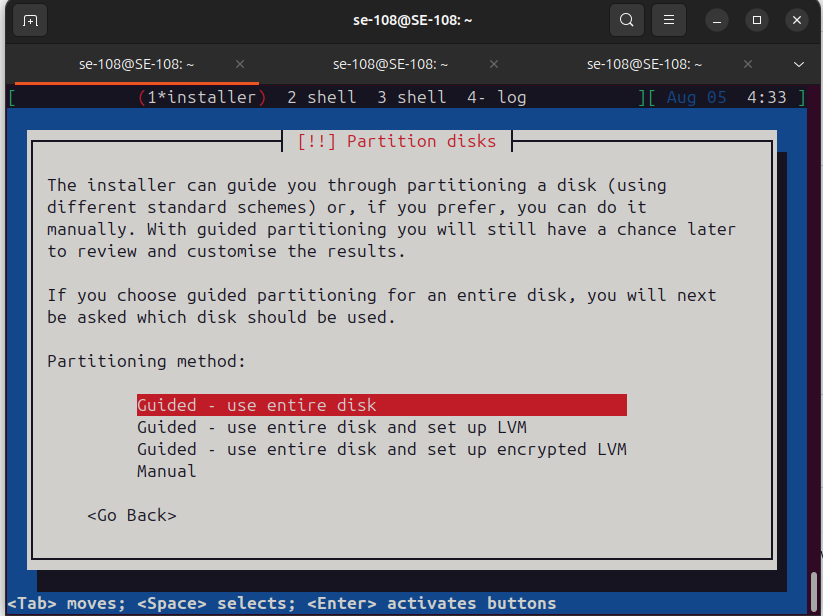 se-108@SE-108: ~
se-108@SE-108: ~ × se-108@SE-108: ~ × se-108@SE-108: ~ ×
[ (1*installer) 2 shell 3 shell 4- log ][ Aug 05 4:33 ]
[!!] Partition disks
The installer can guide you through partitioning a disk (using
different standard schemes) or, if you prefer, you can do it
manually. With guided partitioning you will still have a chance later
to review and customise the results.
If you choose guided partitioning for an entire disk, you will next
be asked which disk should be used.
Partitioning method:
Guided - use entire disk
Guided - use entire disk and set up LVM
Guided - use entire disk and set up encrypted LVM
Manual
<Go Back>
<Tab> moves; <Space> selects; <Enter> activates buttons